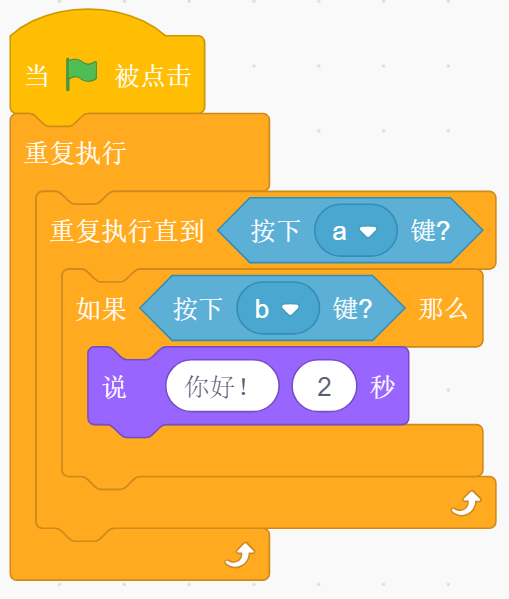 当 被点击
重复执行
重复执行直到 按下 a 键?
如果 按下 b 键? 那么
说 你好! 2 秒